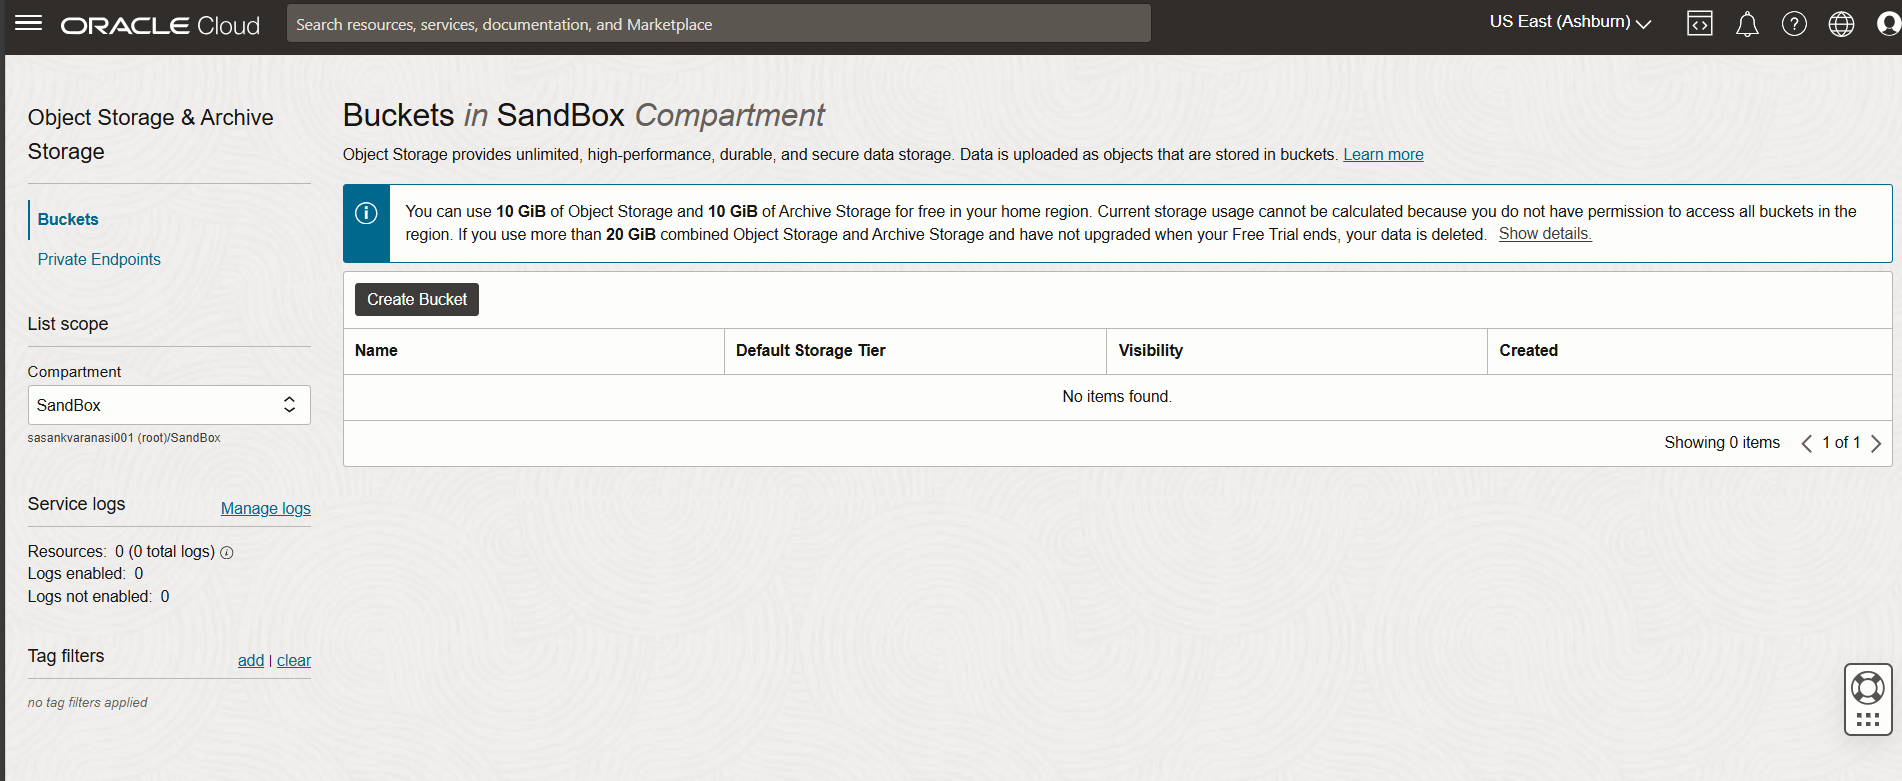 ORACLE Cloud
Search resources, services, documentation, and Marketplace
US East (Ashburn)
Object Storage & Archive
Storage
Buckets
Private Endpoints
List scope
Compartment
SandBox
sasankvaranasi001 (root)/SandBox
Service logs Manage logs
Resources: 0 (0 total logs)
Logs enabled: 0
Logs not enabled: 0
Tag filters add | clear
no tag filters applied
Buckets in SandBox Compartment
Object Storage provides unlimited, high-performance, durable, and secure data storage. Data is uploaded as objects that are stored in buckets. Learn more
You can use 10 GiB of Object Storage and 10 GiB of Archive Storage for free in your home region. Current storage usage cannot be calculated because you do not have permission to access all buckets in the
region. If you use more than 20 GiB combined Object Storage and Archive Storage and have not upgraded when your Free Trial ends, your data is deleted. Show details.
Create Bucket
Name Default Storage Tier Visibility Created
No items found.
Showing 0 items 1 of 1